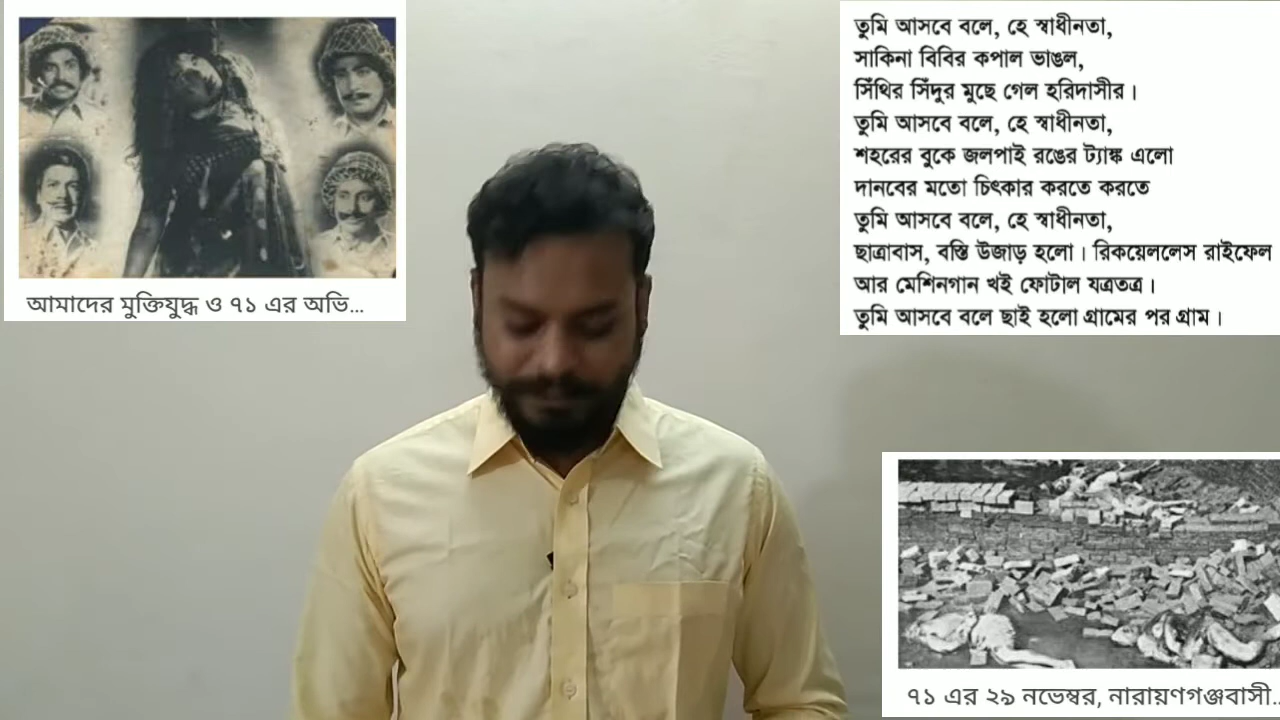 আমাদের মুক্তিযুদ্ধ ও ৭১ এর অভি...
তুমি আসবে বলে, হে স্বাধীনতা,
সাকিনা বিবির কপাল ভাঙল,
সিঁথির সিঁদুর মুছে গেল হরিদাসীর।
তুমি আসবে বলে, হে স্বাধীনতা,
শহরের বুকে জলপাই রঙের ট্যাঙ্ক এলো
দানবের মতো চিৎকার করতে করতে
তুমি আসবে বলে, হে স্বাধীনতা,
ছাত্রাবাস, বস্তি উজাড় হলো। রিকয়েললেস রাইফেল
আর মেশিনগান খই ফোটাল যত্রতত্র।
তুমি আসবে বলে ছাই হলো গ্রামের পর গ্রাম।
৭১ এর ২৯ নভেম্বর, নারায়ণগঞ্জবাসী...